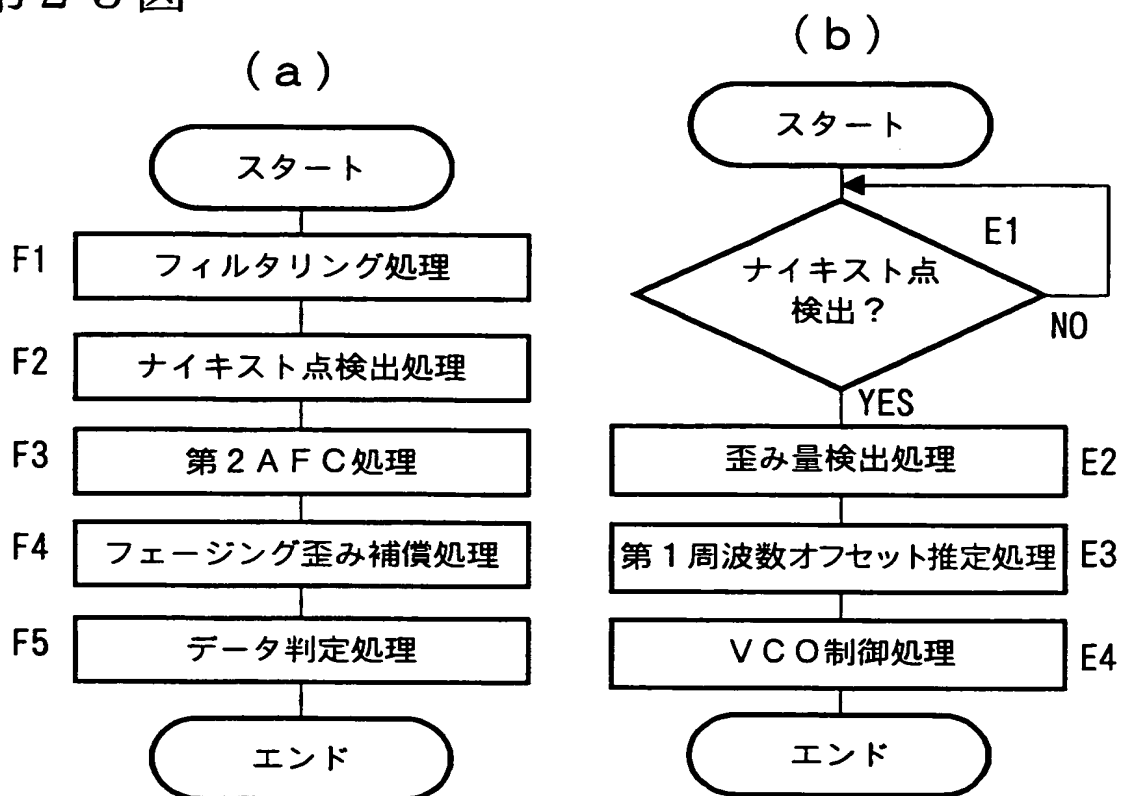 (a)
スタート
F1 フィルタリング処理
F2 ナイキスト点検出処理
F3 第2AFC処理
F4 フェージング歪み補償処理
F5 データ判定処理
エンド
(b)
スタート
E1
ナイキスト点
検出?
NO
YES
歪み量検出処理 E2
第1周波数オフセット推定処理 E3
VCO制御処理 E4
エンド